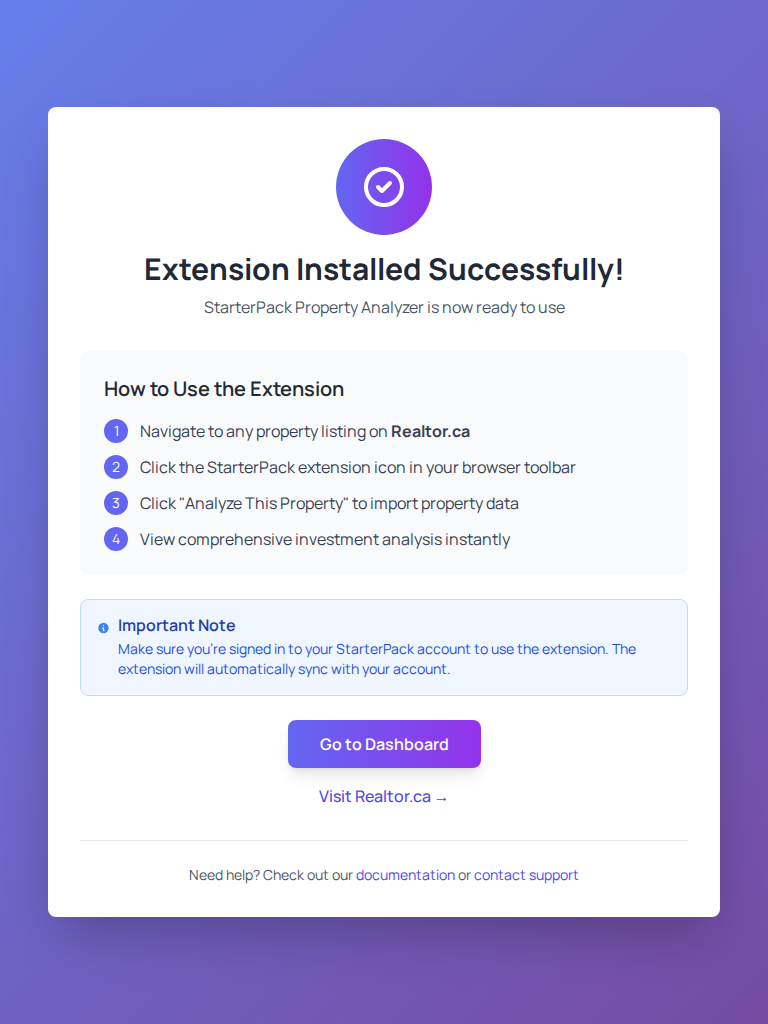 Extension Installed Successfully!
StarterPack Property Analyzer is now ready to use
How to Use the Extension
1 Navigate to any property listing on Realtor.ca
2 Click the StarterPack extension icon in your browser toolbar
3 Click "Analyze This Property" to import property data
4 View comprehensive investment analysis instantly
Important Note
Make sure you're signed in to your StarterPack account to use the extension. The
extension will automatically sync with your account.
Go to Dashboard
Visit Realtor.ca →
Need help? Check out our documentation or contact support